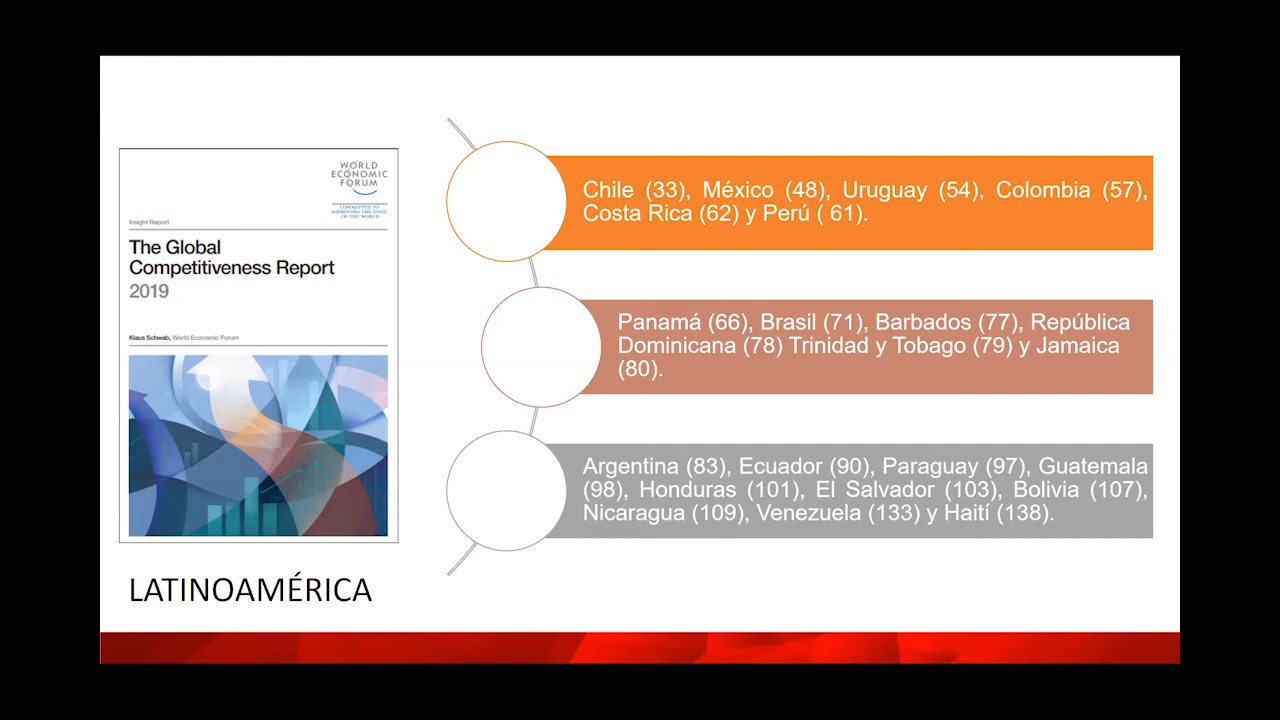 WORLD
ECONOMIC
FORUM
COMMITTED TO
IMPROVING THE STATE
OF THE WORLD
Insight Report
The Global
Competitiveness Report
2019
Klaus Schwab, World Economic Forum
LATINOAMÉRICA
Chile (33), México (48), Uruguay (54), Colombia (57),
Costa Rica (62) y Perú ( 61).
Panamá (66), Brasil (71), Barbados (77), República
Dominicana (78) Trinidad y Tobago (79) y Jamaica
(80).
Argentina (83), Ecuador (90), Paraguay (97), Guatemala
(98), Honduras (101), El Salvador (103), Bolivia (107),
Nicaragua (109), Venezuela (133) y Haití (138).